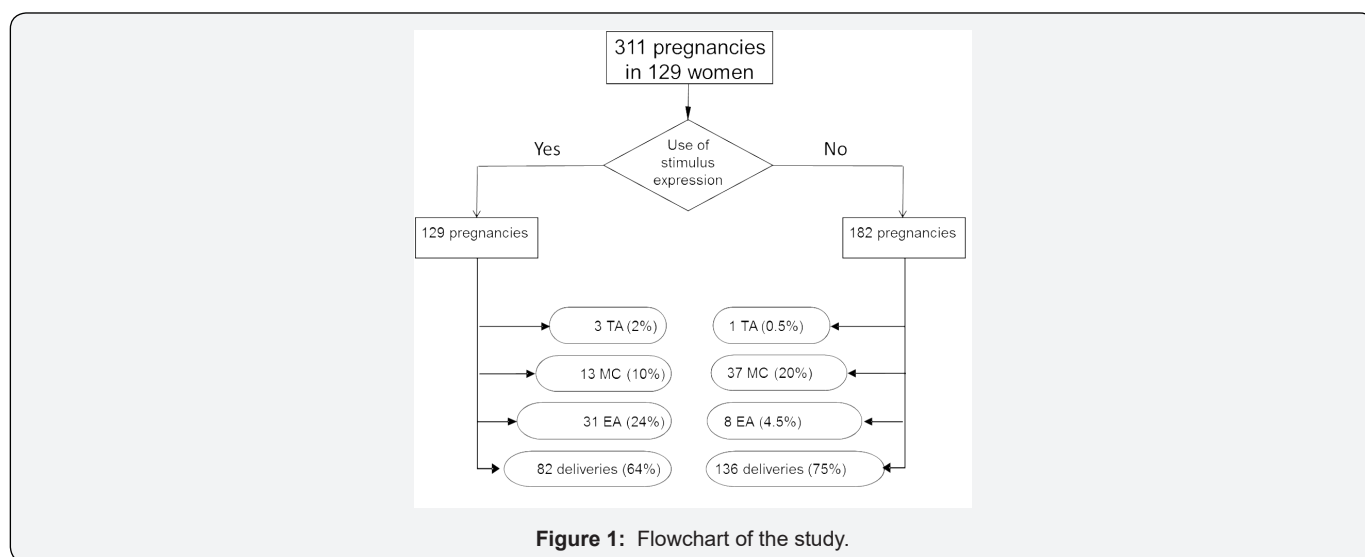 311 pregnancies
in 129 women
Use of
stimulus
expression
Yes
No
129 pregnancies
182 pregnancies
3 TA (2%)
1 TA (0.5%)
13 MC (10%)
37 MC (20%)
31 EA (24%)
8 EA (4.5%)
82 deliveries (64%)
136 deliveries (75%)
Figure 1: Flowchart of the study.